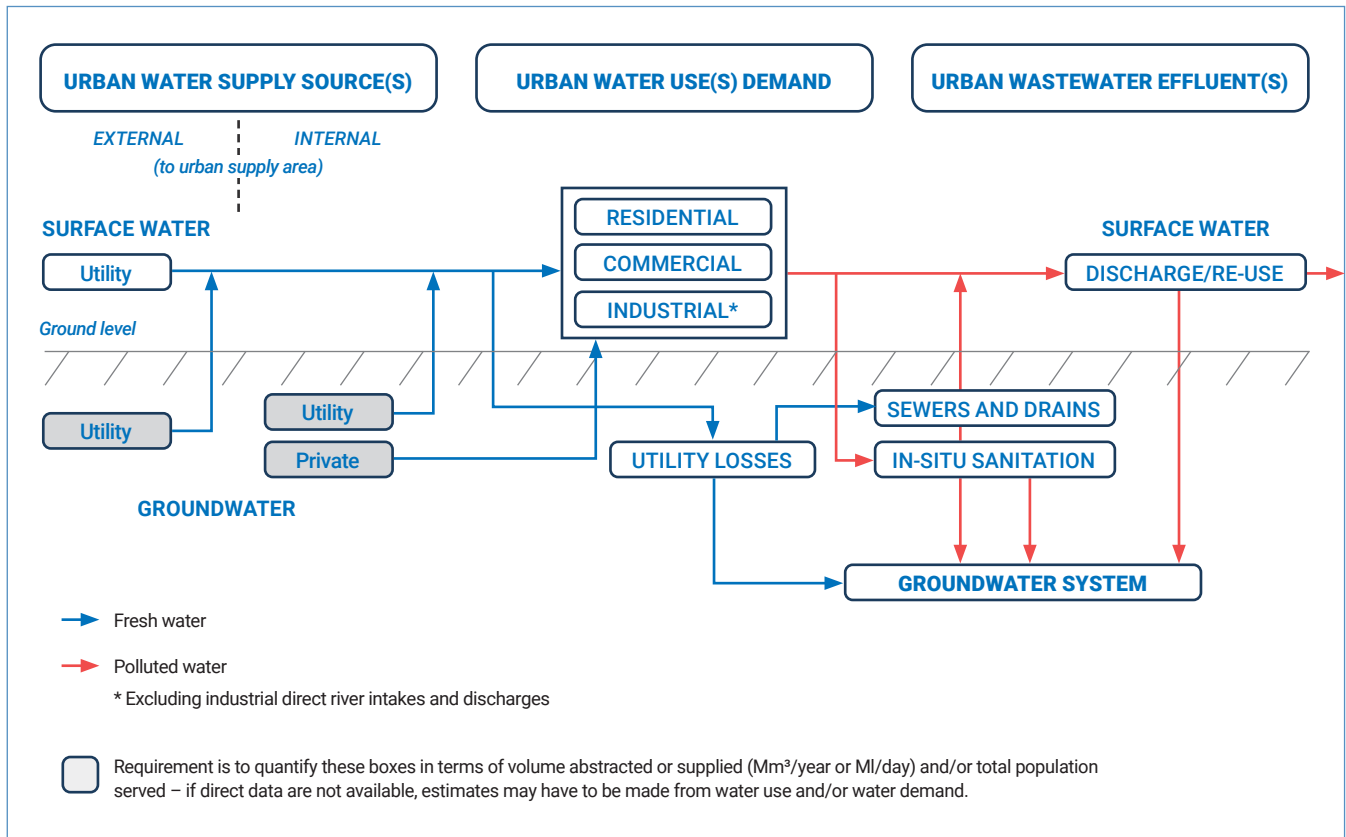 URBAN WATER SUPPLY SOURCE(S)
URBAN WATER USE(S) DEMAND
URBAN WASTEWATER EFFLUENT(S)
EXTERNAL
INTERNAL
(to urban supply area)
SURFACE WATER
Utility
RESIDENTIAL
COMMERCIAL
INDUSTRIAL*
SURFACE WATER
DISCHARGE/RE-USE
Ground level
Utility
Utility
Private
GROUNDWATER
UTILITY LOSSES
SEWERS AND DRAINS
IN-SITU SANITATION
GROUNDWATER SYSTEM
Fresh water
Polluted water
* Excluding industrial direct river intakes and discharges
Requirement is to quantify these boxes in terms of volume abstracted or supplied (Mm³/year or Ml/day) and/or total population
served – if direct data are not available, estimates may have to be made from water use and/or water demand.